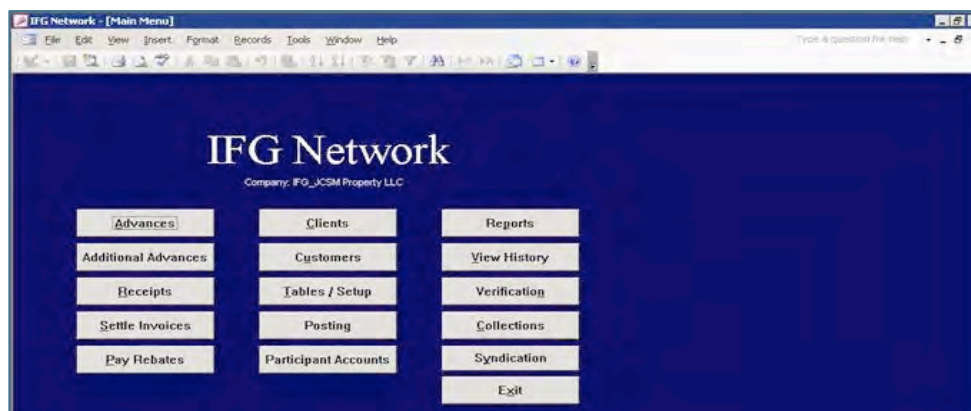 IFG Network - [Main Menu]
File Edit View Insert Format Records Tools Window Help Type a question for help
IFG Network
Company: IFG_JCSM Property LLC
Advances Clients Reports
Additional Advances Customers View History
Receipts Tables / Setup Verification
Settle Invoices Posting Collections
Pay Rebates Participant Accounts Syndication
Exit